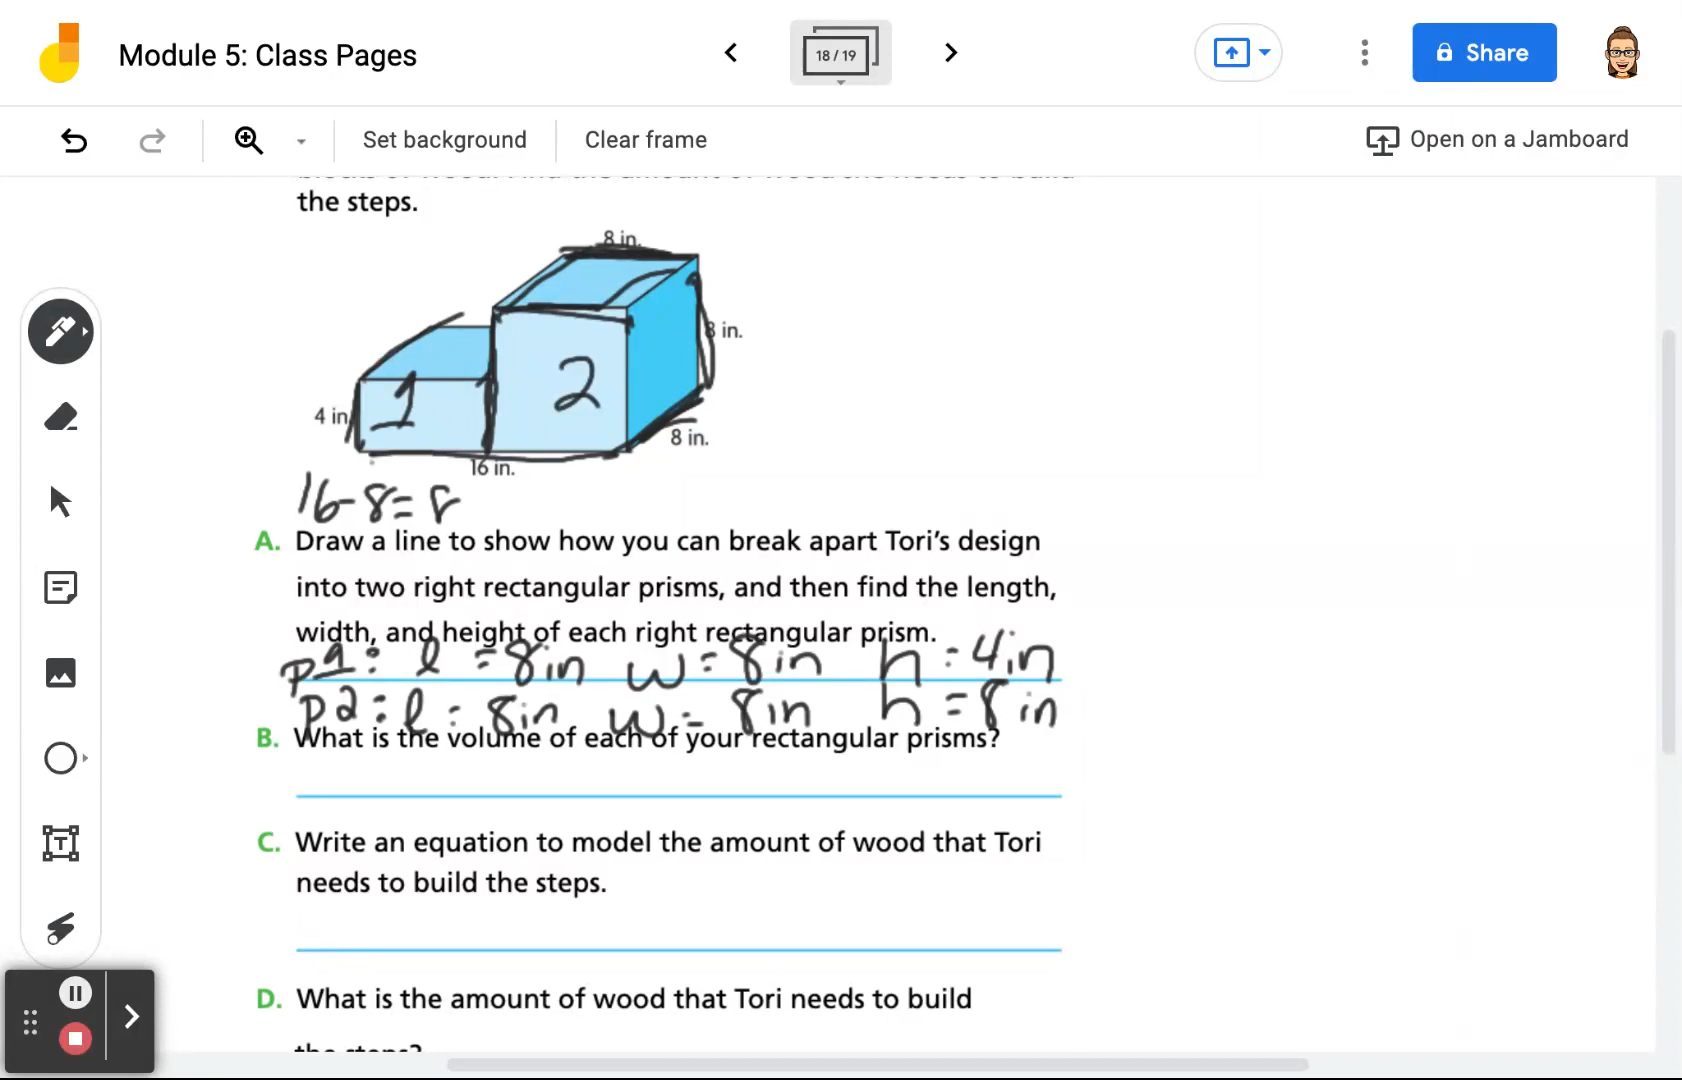 Module 5: Class Pages
18 / 19
Share
Set background
Clear frame
Open on a Jamboard
the steps.
8 in.
8 in.
1
2
4 in
8 in.
16 in.
16-8=8
A. Draw a line to show how you can break apart Tori's design
into two right rectangular prisms, and then find the length,
width, and height of each right rectangular prism.
p1: l = 8in w = 8in h = 4in
p2: l = 8in w = 8in h = 8in
B. What is the volume of each of your rectangular prisms?
C. Write an equation to model the amount of wood that Tori
needs to build the steps.
D. What is the amount of wood that Tori needs to build
the steps?